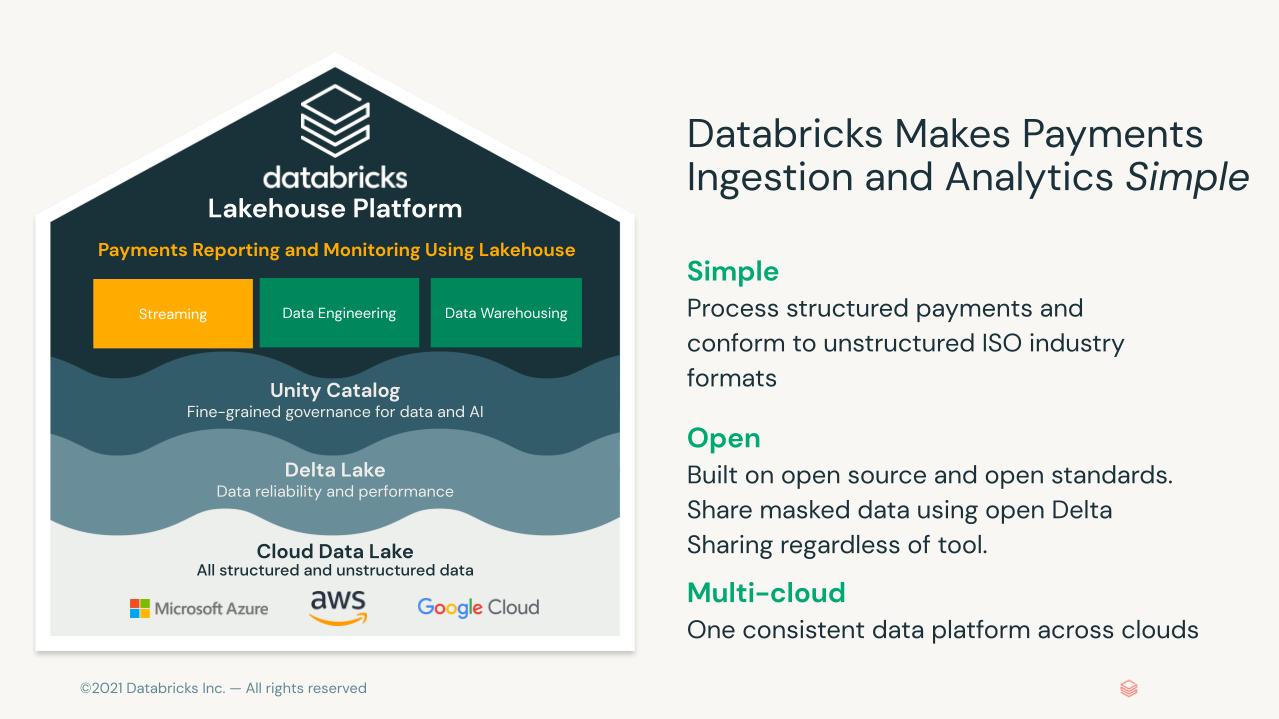 databricks
Lakehouse Platform
Payments Reporting and Monitoring Using Lakehouse
Streaming
Data Engineering
Data Warehousing
Unity Catalog
Fine-grained governance for data and AI
Delta Lake
Data reliability and performance
Cloud Data Lake
All structured and unstructured data
Microsoft Azure
aws
Google Cloud
Databricks Makes Payments
Ingestion and Analytics Simple
Simple
Process structured payments and
conform to unstructured ISO industry
formats
Open
Built on open source and open standards.
Share masked data using open Delta
Sharing regardless of tool.
Multi-cloud
One consistent data platform across clouds
©2021 Databricks Inc. — All rights reserved